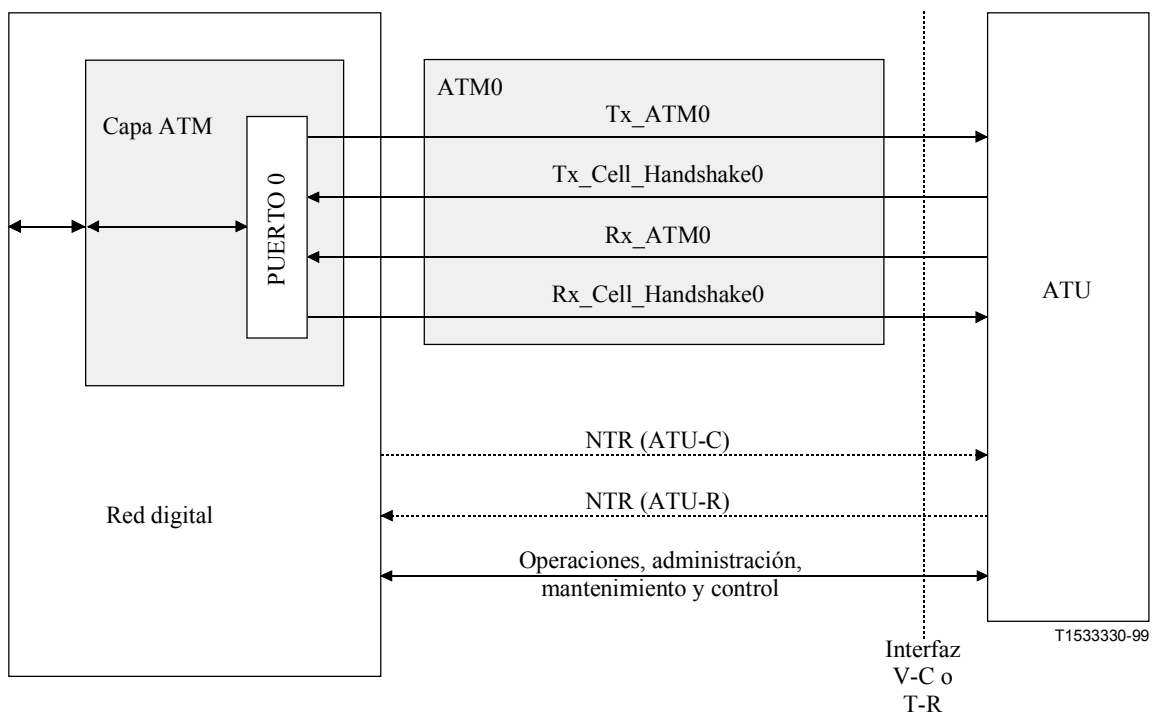 ATM0
Capa ATM
PUERTO 0
Tx_ATM0
Tx_Cell_Handshake0
Rx_ATM0
Rx_Cell_Handshake0
ATU
NTR (ATU-C)
NTR (ATU-R)
Red digital
Operaciones, administración,
mantenimiento y control
T1533330-99
Interfaz
V-C o
T-R